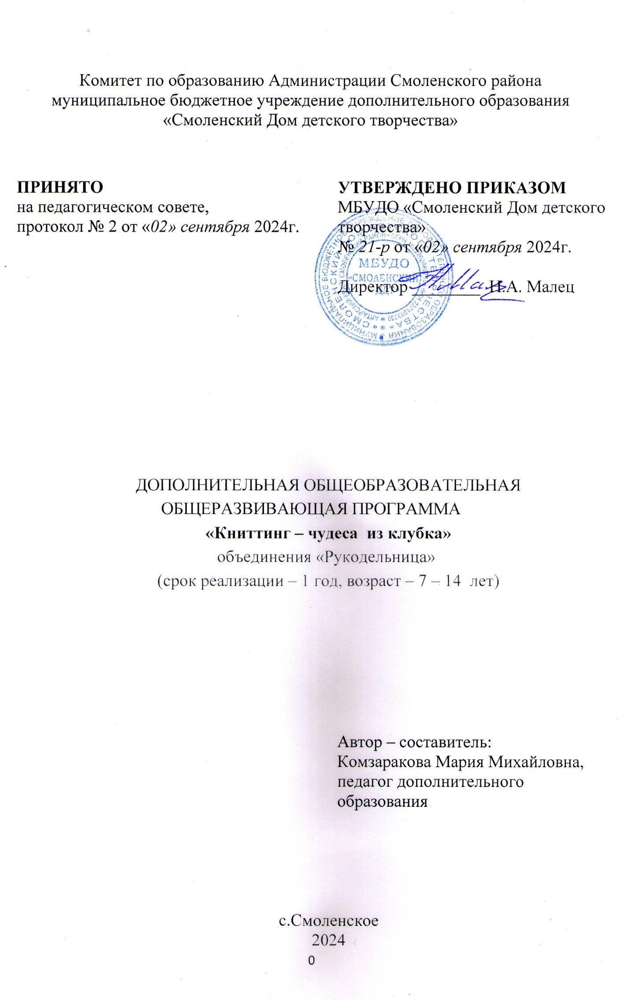 Комитет по образованию Администрации Смоленского района
муниципальное бюджетное учреждение дополнительного образования
«Смоленский Дом детского творчества»
ПРИНЯТО
на педагогическом совете,
протокол № 2 от «02» сентября 2024г.
УТВЕРЖДЕНО ПРИКАЗОМ
МБУДО «Смоленский Дом детского
творчества»
№ 21-р от «02» сентября 2024г.
Директор ________ Н.А. Малец
МБУДО
«СМОЛЕНСКИЙ
ДДТ»
ДОПОЛНИТЕЛЬНАЯ ОБЩЕОБРАЗОВАТЕЛЬНАЯ
ОБЩЕРАЗВИВАЮЩАЯ ПРОГРАММА
«Книттинг – чудеса из клубка»
объединения «Рукодельница»
(срок реализации – 1 год, возраст – 7 – 14 лет)
Автор – составитель:
Комзаракова Мария Михайловна,
педагог дополнительного
образования
с.Смоленское
2024
0